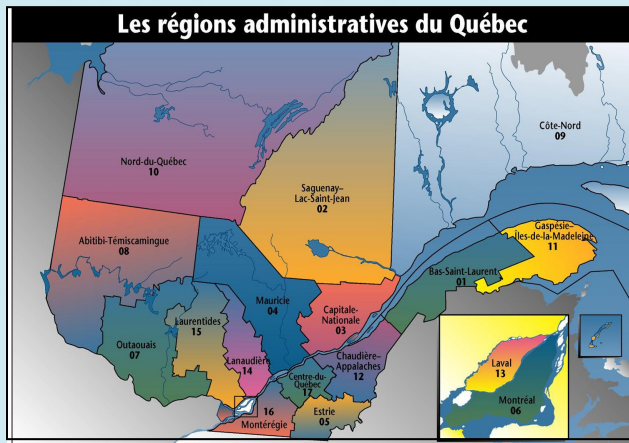 Les régions administratives du Québec
Côte-Nord
09
Nord-du-Québec
10
Saguenay–
Lac-Saint-Jean
02
Gaspésie–
Îles-de-la-Madeleine
11
Abitibi-Témiscamingue
08
Bas-Saint-Laurent
01
Mauricie
04
Capitale-
Nationale
03
Laurentides
15
Outaouais
07
Lanaudière
14
Chaudière-
Appalaches
12
Centre-du-
Québec
17
16
Montérégie
Estrie
05
Laval
13
Montréal
06